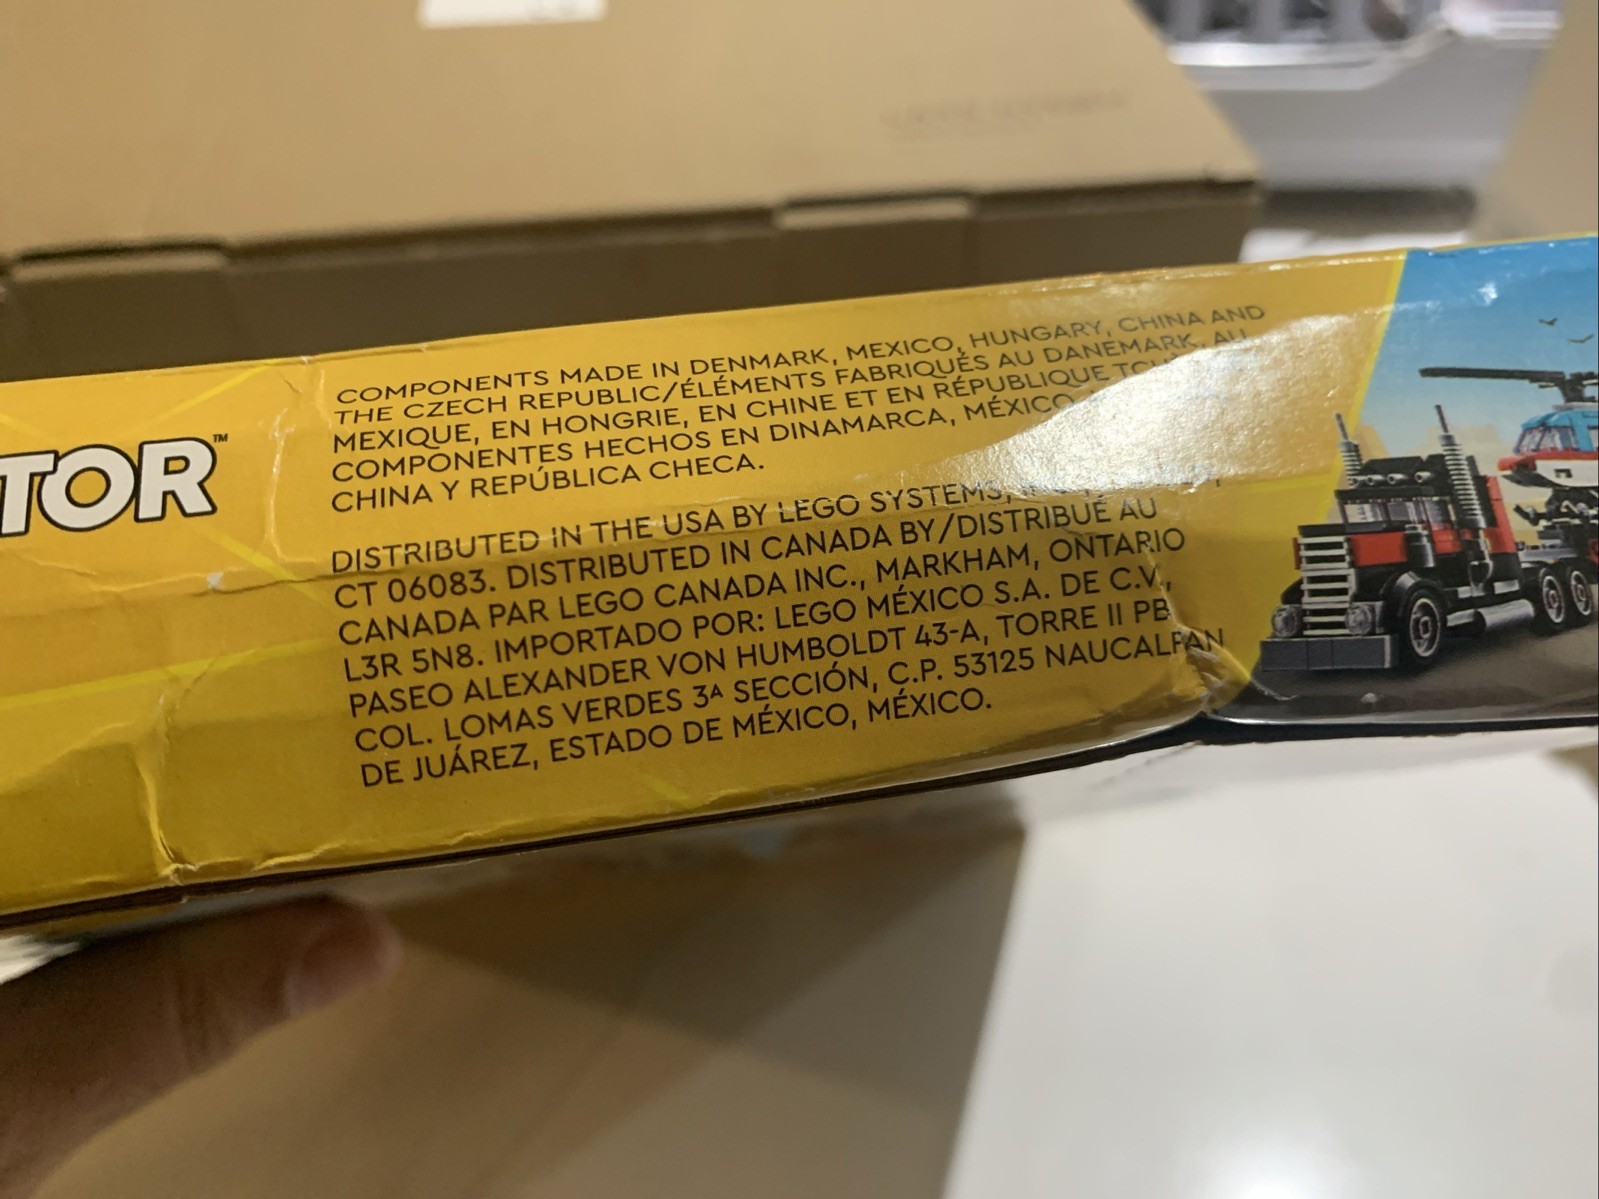 TOR™
COMPONENTS MADE IN DENMARK, MEXICO, HUNGARY, CHINA AND
THE CZECH REPUBLIC/ÉLÉMENTS FABRIQUÉS AU DANEMARK, AU
MEXIQUE, EN HONGRIE, EN CHINE ET EN RÉPUBLIQUE
COMPONENTES HECHOS EN DINAMARCA, MÉXICO
CHINA Y REPÚBLICA CHECA.
DISTRIBUTED IN THE USA BY LEGO SYSTEMS,
CT 06083. DISTRIBUTED IN CANADA BY/DISTRIBUÉ AU
CANADA PAR LEGO CANADA INC., MARKHAM, ONTARIO
L3R 5N8. IMPORTADO POR: LEGO MÉXICO S.A. DE C.V.,
PASEO ALEXANDER VON HUMBOLDT 43-A, TORRE II PB
COL. LOMAS VERDES 3ᴬ SECCIÓN, C.P. 53125 NAUCALPAN
DE JUÁREZ, ESTADO DE MÉXICO, MÉXICO.